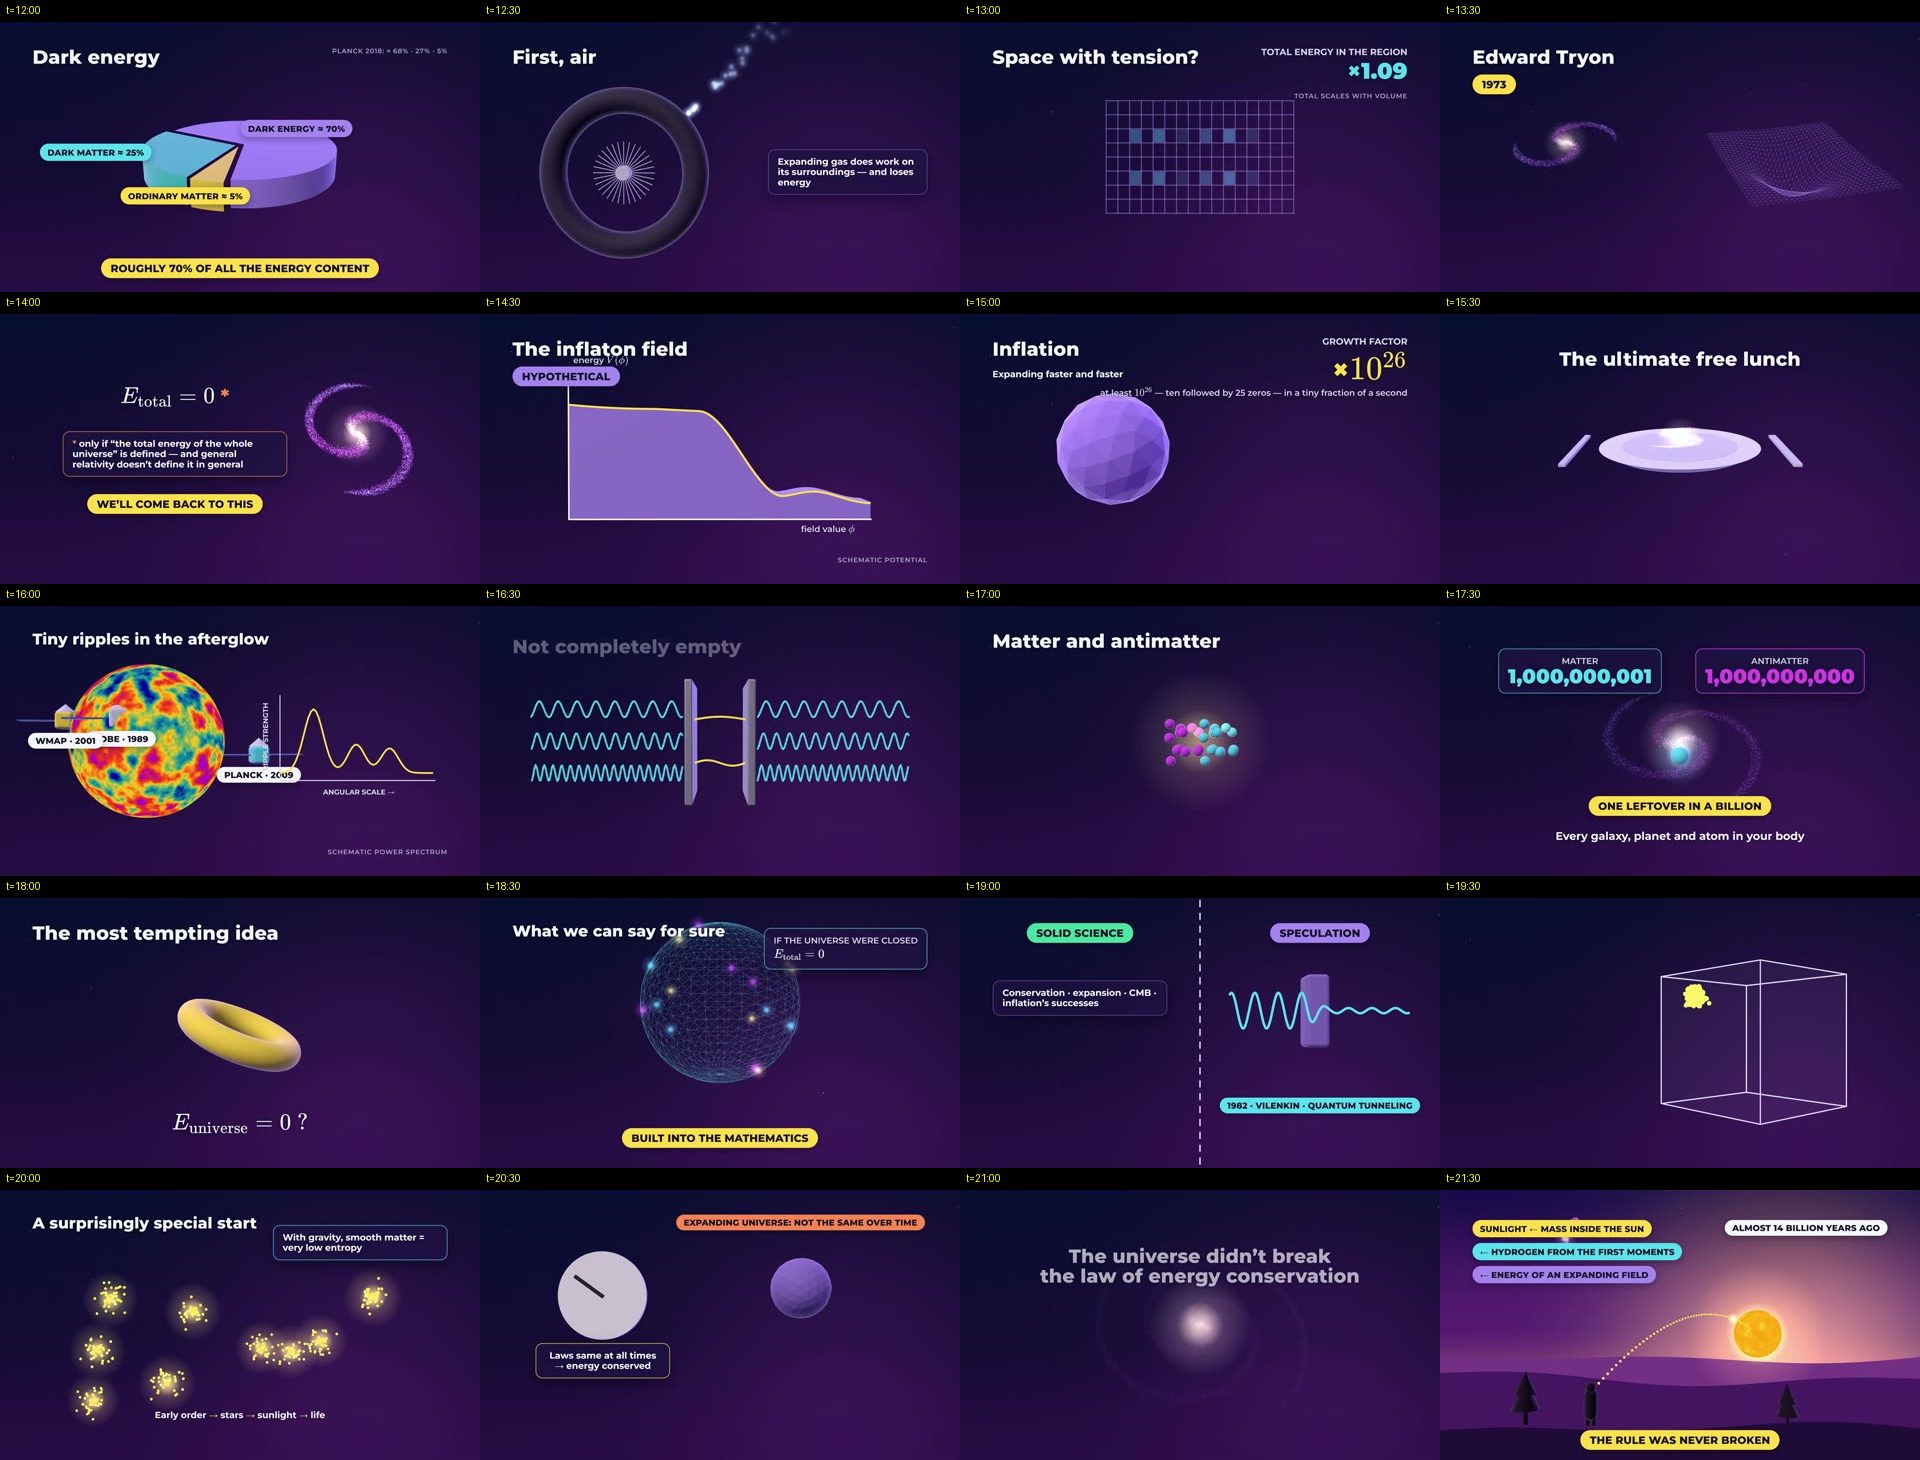 t=12:00
Dark energy
PLANCK 2018: ≈ 68% · 27% · 5%
DARK ENERGY ≈ 70%
DARK MATTER ≈ 25%
ORDINARY MATTER ≈ 5%
ROUGHLY 70% OF ALL THE ENERGY CONTENT
t=12:30
First, air
Expanding gas does work on
its surroundings — and loses
energy
t=13:00
Space with tension?
TOTAL ENERGY IN THE REGION
×1.09
TOTAL SCALES WITH VOLUME
t=13:30
Edward Tryon
1973
t=14:00
E_total = 0 *
* only if “the total energy of the whole
universe” is defined — and general
relativity doesn’t define it in general
WE’LL COME BACK TO THIS
t=14:30
The inflaton field
energy V(ϕ)
HYPOTHETICAL
field value ϕ
SCHEMATIC POTENTIAL
t=15:00
Inflation
Expanding faster and faster
GROWTH FACTOR
×10^26
at least 10^26 — ten followed by 25 zeros — in a tiny fraction of a second
t=15:30
The ultimate free lunch
t=16:00
Tiny ripples in the afterglow
WMAP · 2001
OBE · 1989
PLANCK · 2009
STRENGTH
ANGULAR SCALE →
SCHEMATIC POWER SPECTRUM
t=16:30
Not completely empty
t=17:00
Matter and antimatter
t=17:30
MATTER
1,000,000,001
ANTIMATTER
1,000,000,000
ONE LEFTOVER IN A BILLION
Every galaxy, planet and atom in your body
t=18:00
The most tempting idea
E_universe = 0 ?
t=18:30
What we can say for sure
IF THE UNIVERSE WERE CLOSED
E_total = 0
BUILT INTO THE MATHEMATICS
t=19:00
SOLID SCIENCE
Conservation · expansion · CMB ·
inflation’s successes
SPECULATION
1982 · VILENKIN · QUANTUM TUNNELING
t=19:30
t=20:00
A surprisingly special start
With gravity, smooth matter =
very low entropy
Early order → stars → sunlight → life
t=20:30
EXPANDING UNIVERSE: NOT THE SAME OVER TIME
Laws same at all times
→ energy conserved
t=21:00
The universe didn’t break
the law of energy conservation
t=21:30
SUNLIGHT ← MASS INSIDE THE SUN
← HYDROGEN FROM THE FIRST MOMENTS
← ENERGY OF AN EXPANDING FIELD
ALMOST 14 BILLION YEARS AGO
THE RULE WAS NEVER BROKEN